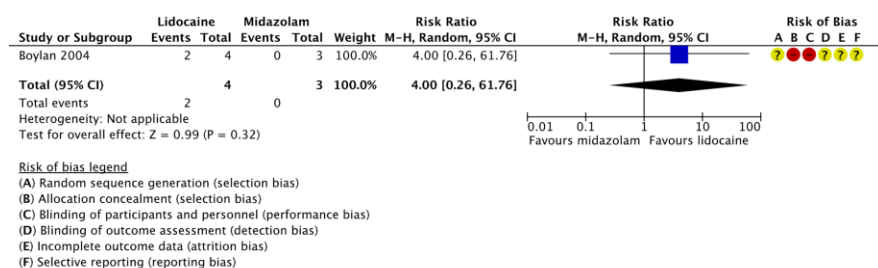 Lidocaine Midazolam Risk Ratio Risk Ratio Risk of Bias
Study or Subgroup Events Total Events Total Weight M-H, Random, 95% CI M-H, Random, 95% CI A B C D E F
Boylan 2004 2 4 0 3 100.0% 4.00 [0.26, 61.76] ? - - ? ? ?
Total (95% CI) 4 3 100.0% 4.00 [0.26, 61.76]
Total events 2 0
Heterogeneity: Not applicable
Test for overall effect: Z = 0.99 (P = 0.32)
0.01 0.1 1 10 100
Favours midazolam Favours lidocaine
Risk of bias legend
(A) Random sequence generation (selection bias)
(B) Allocation concealment (selection bias)
(C) Blinding of participants and personnel (performance bias)
(D) Blinding of outcome assessment (detection bias)
(E) Incomplete outcome data (attrition bias)
(F) Selective reporting (reporting bias)